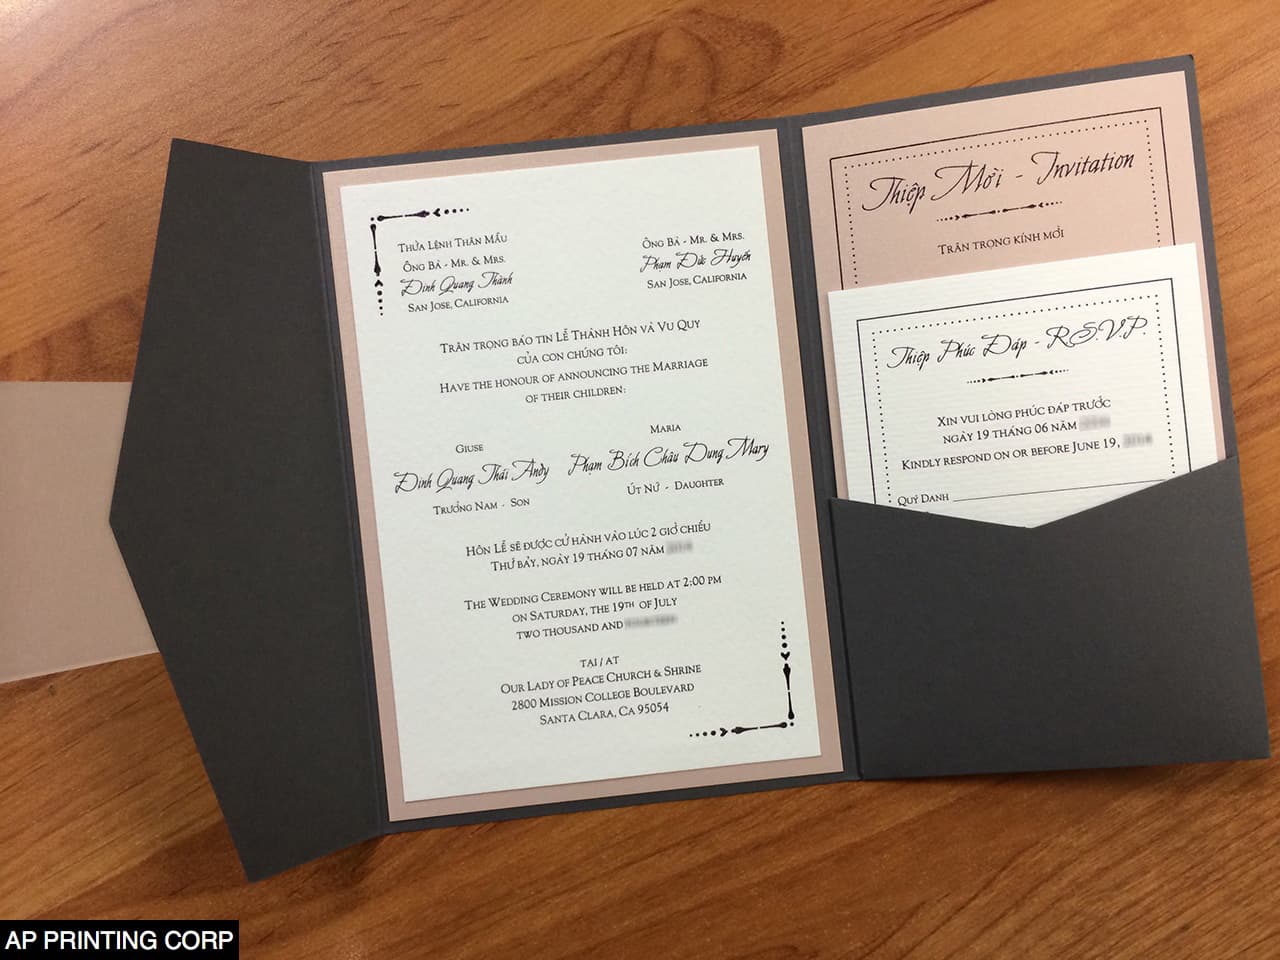 THỪA LỆNH THÂN MẪU
ÔNG BÀ - MR. & MRS.
Đinh Quang Thành
SAN JOSE, CALIFORNIA
ÔNG BÀ - MR. & MRS.
Phạm Đức Huyến
SAN JOSE, CALIFORNIA
TRÂN TRỌNG BÁO TIN LỄ THÀNH HÔN VÀ VU QUY
CỦA CON CHÚNG TÔI:
HAVE THE HONOUR OF ANNOUNCING THE MARRIAGE
OF THEIR CHILDREN:
GIUSE
Đinh Quang Thái Andy
TRƯỞNG NAM - SON
MARIA
Phạm Bích Châu Dung Mary
ÚT NỮ - DAUGHTER
HÔN LỄ SẼ ĐƯỢC CỬ HÀNH VÀO LÚC 2 GIỜ CHIỀU
THỨ BẢY, NGÀY 19 THÁNG 07 NĂM
THE WEDDING CEREMONY WILL BE HELD AT 2:00 PM
ON SATURDAY, THE 19TH OF JULY
TWO THOUSAND AND
TẠI / AT
OUR LADY OF PEACE CHURCH & SHRINE
2800 MISSION COLLEGE BOULEVARD
SANTA CLARA, CA 95054
Thiệp Mời - Invitation
TRÂN TRỌNG KÍNH MỜI
Thiệp Phúc Đáp - R.S.V.P.
XIN VUI LÒNG PHÚC ĐÁP TRƯỚC
NGÀY 19 THÁNG 06 NĂM
KINDLY RESPOND ON OR BEFORE JUNE 19,
QUÝ DANH
AP PRINTING CORP